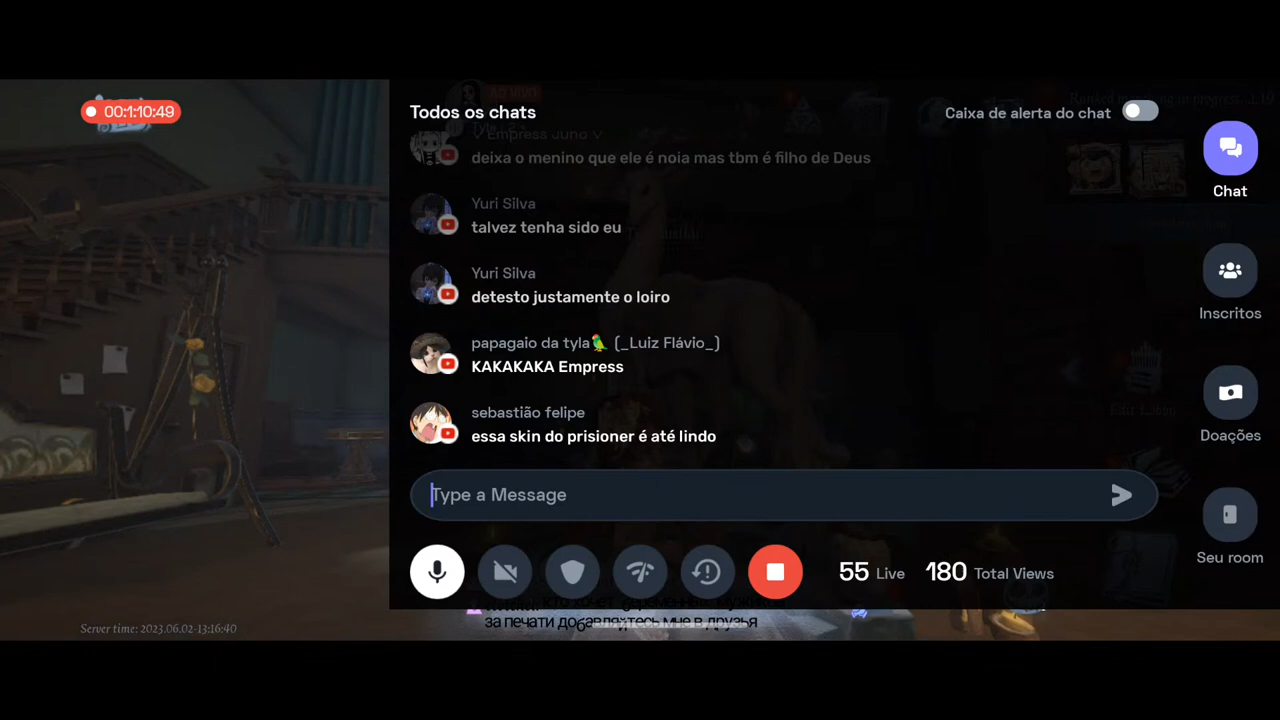 00:1:10:49
Todos os chats
Caixa de alerta do chat
Empress Juno
deixa o menino que ele é noia mas tbm é filho de Deus
Chat
Yuri Silva
talvez tenha sido eu
Yuri Silva
detesto justamente o loiro
Inscritos
papagaio da tyla🦜 (_Luiz Flávio_)
KAKAKAKA Empress
sebastião felipe
essa skin do prisioner é até lindo
Doações
Type a Message
Seu room
55 Live 180 Total Views
за печати добавляйтесь мне в друзья
Server time: 2023.06.02-13:16:40